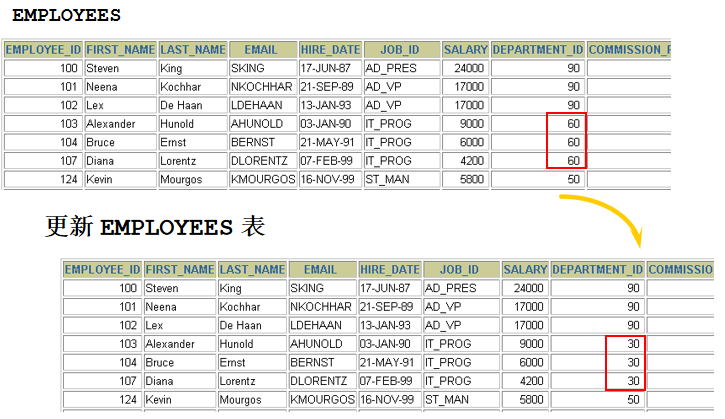 EMPLOYEES
EMPLOYEE_ID FIRST_NAME LAST_NAME EMAIL HIRE_DATE JOB_ID SALARY DEPARTMENT_ID COMMISSION_P
100 Steven King SKING 17-JUN-87 AD_PRES 24000 90
101 Neena Kochhar NKOCHHAR 21-SEP-89 AD_VP 17000 90
102 Lex De Haan LDEHAAN 13-JAN-93 AD_VP 17000 90
103 Alexander Hunold AHUNOLD 03-JAN-90 IT_PROG 9000 60
104 Bruce Ernst BERNST 21-MAY-91 IT_PROG 6000 60
107 Diana Lorentz DLORENTZ 07-FEB-99 IT_PROG 4200 60
124 Kevin Mourgos KMOURGOS 16-NOV-99 ST_MAN 5800 50
更新 EMPLOYEES 表
EMPLOYEE_ID FIRST_NAME LAST_NAME EMAIL HIRE_DATE JOB_ID SALARY DEPARTMENT_ID COMMISSION
100 Steven King SKING 17-JUN-87 AD_PRES 24000 90
101 Neena Kochhar NKOCHHAR 21-SEP-89 AD_VP 17000 90
102 Lex De Haan LDEHAAN 13-JAN-93 AD_VP 17000 90
103 Alexander Hunold AHUNOLD 03-JAN-90 IT_PROG 9000 30
104 Bruce Ernst BERNST 21-MAY-91 IT_PROG 6000 30
107 Diana Lorentz DLORENTZ 07-FEB-99 IT_PROG 4200 30
124 Kevin Mourgos KMOURGOS 16-NOV-99 ST_MAN 5800 50